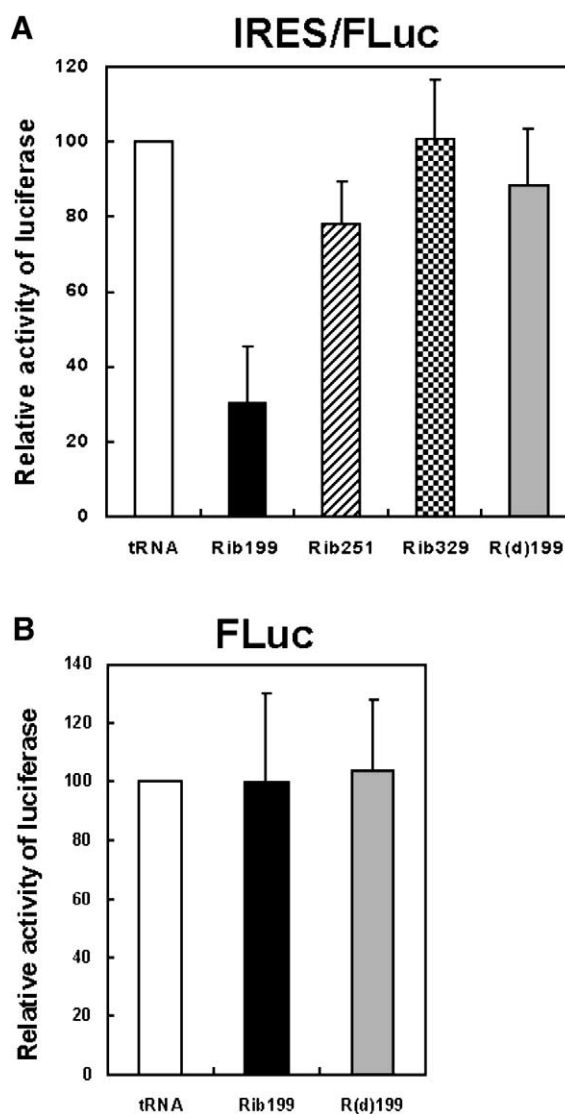 A
IRES/FLuc
Relative activity of luciferase
120
100
80
60
40
20
0
tRNA Rib199 Rib251 Rib329 R(d)199
B
FLuc
Relative activity of luciferase
140
120
100
80
60
40
20
0
tRNA Rib199 R(d)199